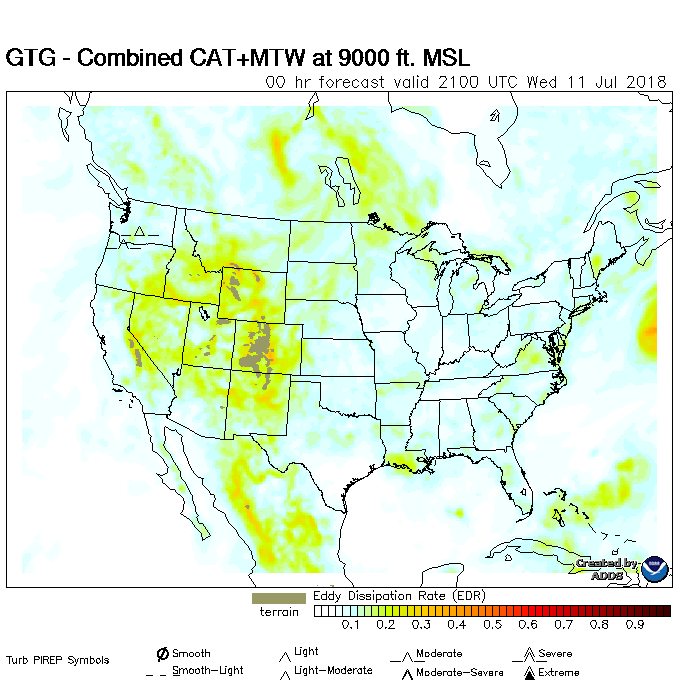 GTG - Combined CAT+MTW at 9000 ft. MSL
00 hr forecast valid 2100 UTC Wed 11 Jul 2018
Created by
ADDS
Eddy Dissipation Rate (EDR)
terrain
0.1 0.2 0.3 0.4 0.5 0.6 0.7 0.8 0.9
Turb PIREP Symbols
Smooth Light Moderate Severe
Smooth-Light Light-Moderate Moderate-Severe Extreme